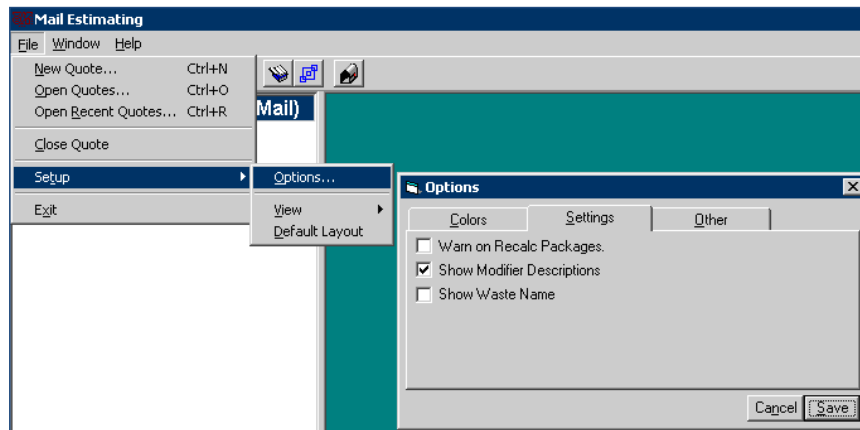 Mail Estimating
File Window Help
New Quote... Ctrl+N
Open Quotes... Ctrl+O
Open Recent Quotes... Ctrl+R
Mail)
Close Quote
Setup
Options...
Exit
View
Default Layout
Options
Colors Settings Other
Warn on Recalc Packages.
Show Modifier Descriptions
Show Waste Name
Cancel Save